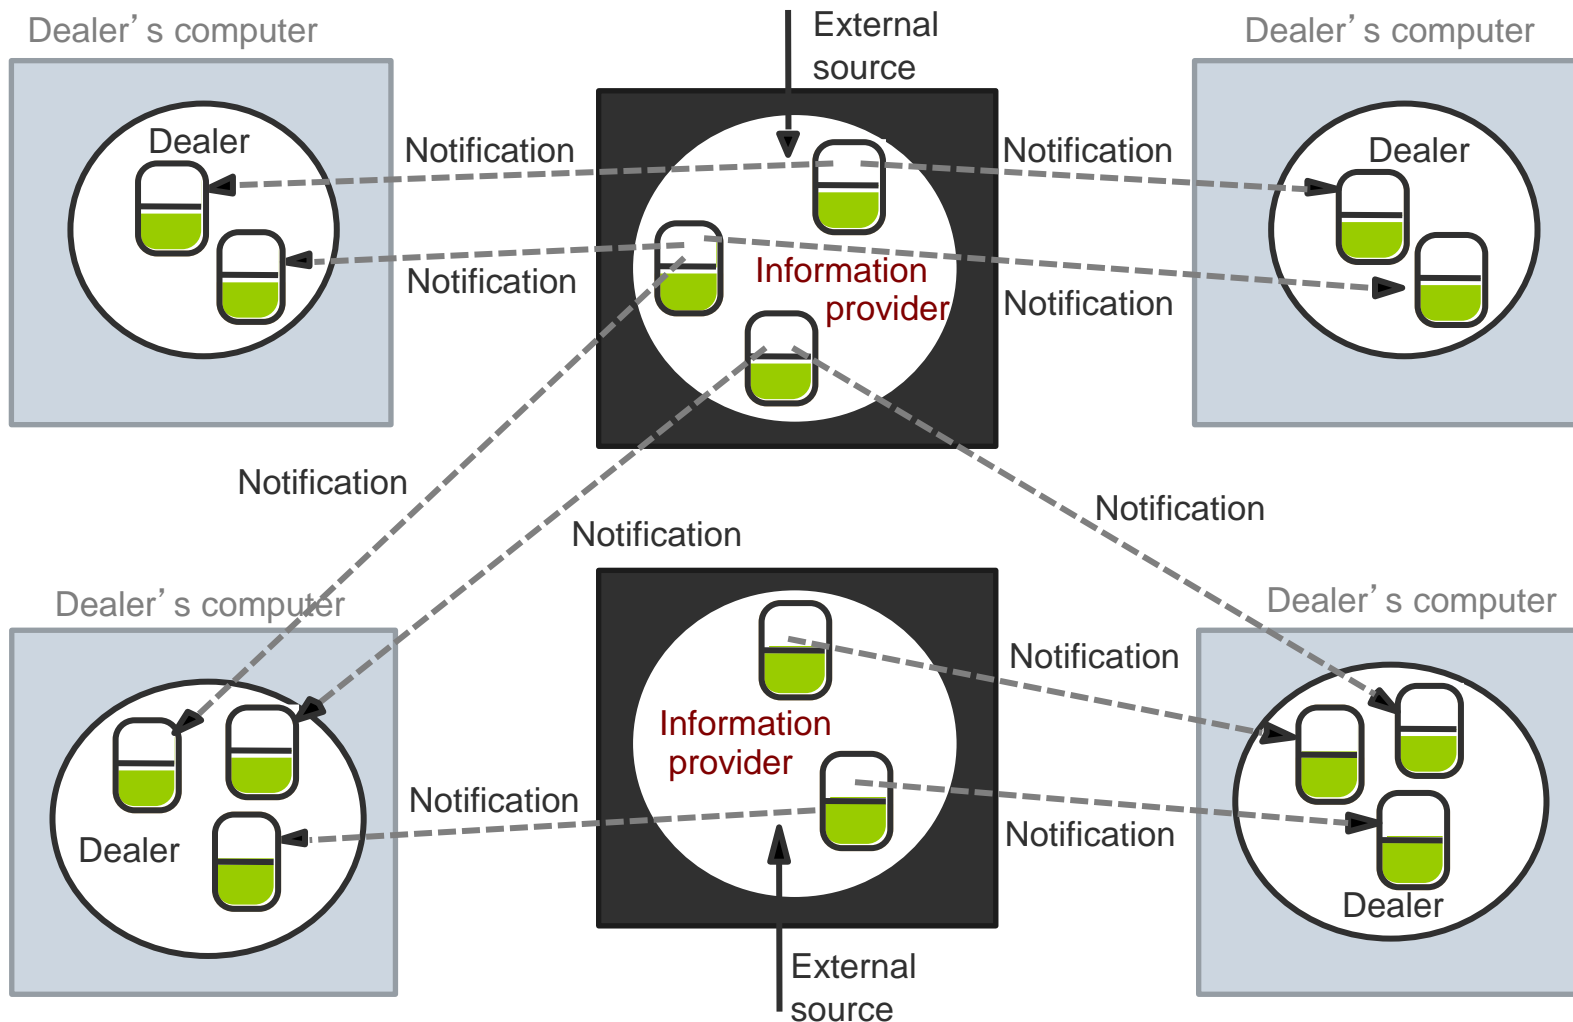 Dealer’s computer
External
source
Dealer’s computer
Dealer
Notification
Notification
Dealer
Notification
Information
provider
Notification
Notification
Notification
Notification
Dealer’s computer
Dealer’s computer
Notification
Information
provider
Notification
Notification
Dealer
Dealer
External
source